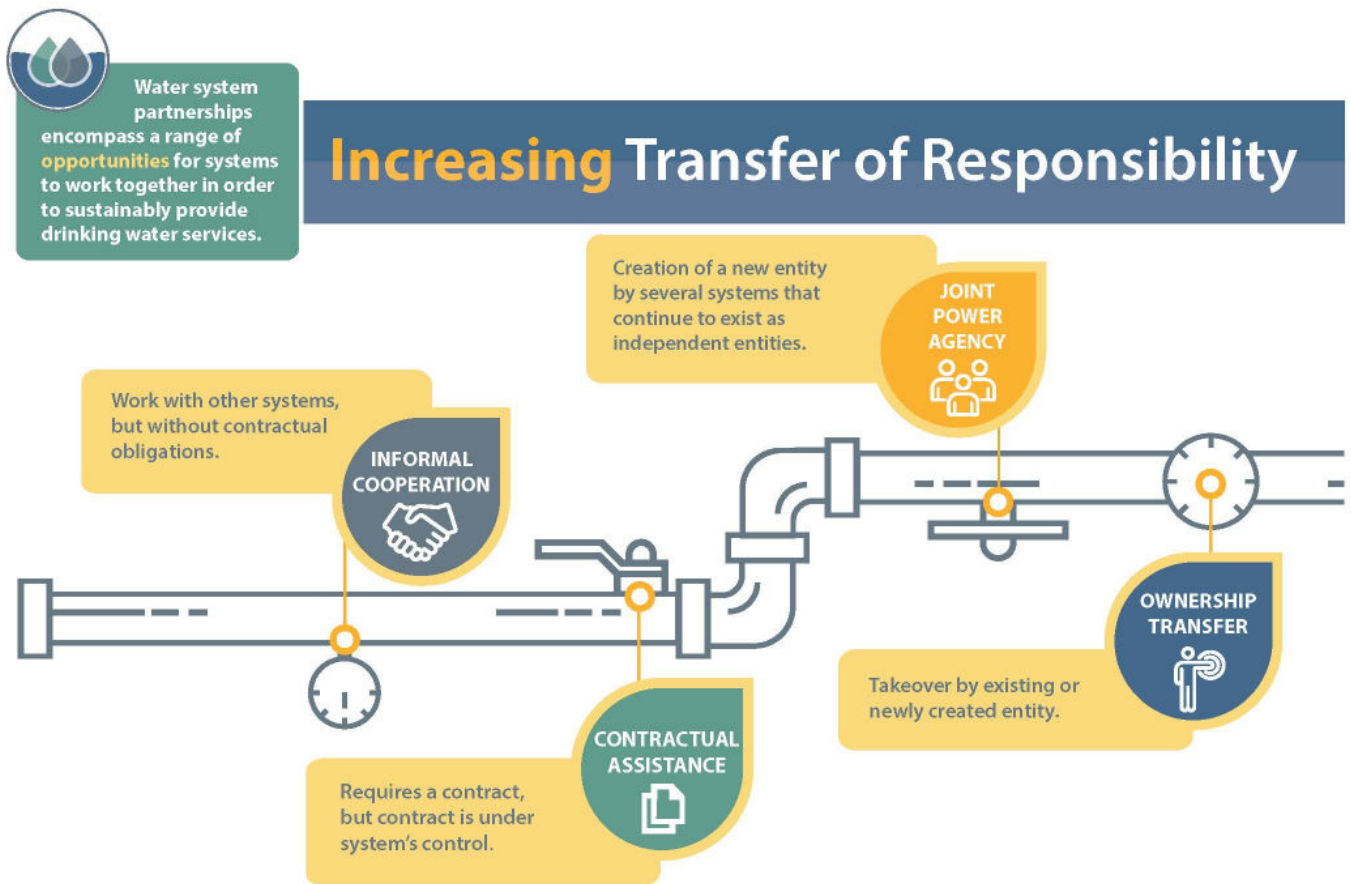 Water system
partnerships
encompass a range of
opportunities for systems
to work together in order
to sustainably provide
drinking water services.
Increasing Transfer of Responsibility
Work with other systems,
but without contractual
obligations.
INFORMAL
COOPERATION
Requires a contract,
but contract is under
system's control.
CONTRACTUAL
ASSISTANCE
Creation of a new entity
by several systems that
continue to exist as
independent entities.
JOINT
POWER
AGENCY
Takeover by existing or
newly created entity.
OWNERSHIP
TRANSFER